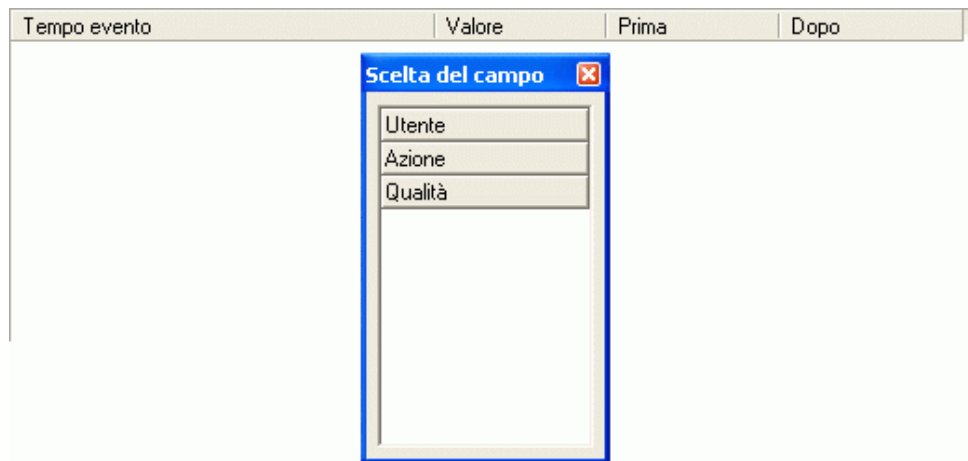 Tempo evento Valore Prima Dopo
Scelta del campo
Utente
Azione
Qualità